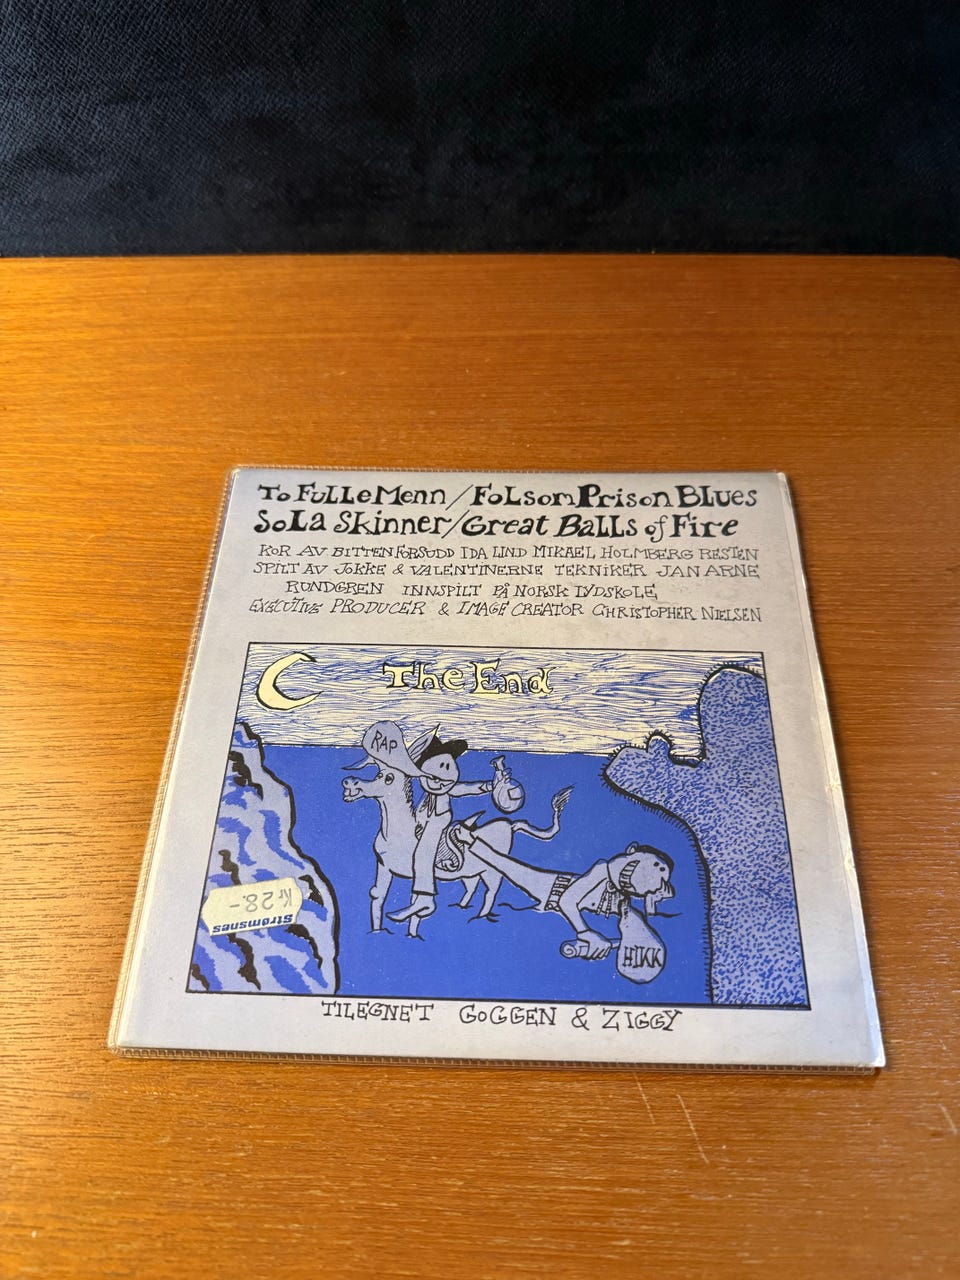 To Fulle Menn / Folsom Prison Blues
Sola Skinner / Great Balls of Fire
KOR AV BITTENFORSUDD IDA LIND MIKAEL HOLMBERG RESTEN
SPILT AV JOKKE & VALENTINERNE TEKNIKER JAN ARNE
RUNDGREN INNSPILT PÅ NORSK LYDSKOLE
EXECUTIVE PRODUCER & IMAGE CREATOR CHRISTOPHER NIELSEN
The End
RAP
HIKK
Kr 28.-
Strømsnes
TILEGNET GOGGEN & ZIGGY